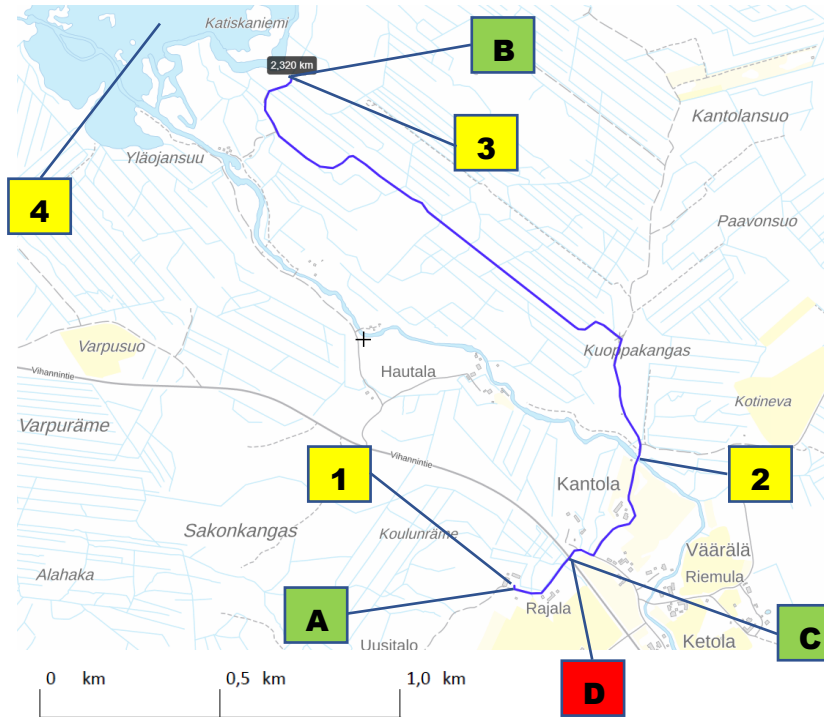 Katiskaniemi
B
2,320 km
Kantolansuo
3
Yläojansuu
4
Paavonsuo
Varpusuo
Kuoppakangas
Vihannintie
Hautala
Kotineva
Varpuräme
Vihannintie
1
Kantola
2
Sakonkangas
Koulunräme
Väärälä
Alahaka
Riemula
A
Rajala
Uusitalo
Ketola
C
D
0 km 0,5 km 1,0 km